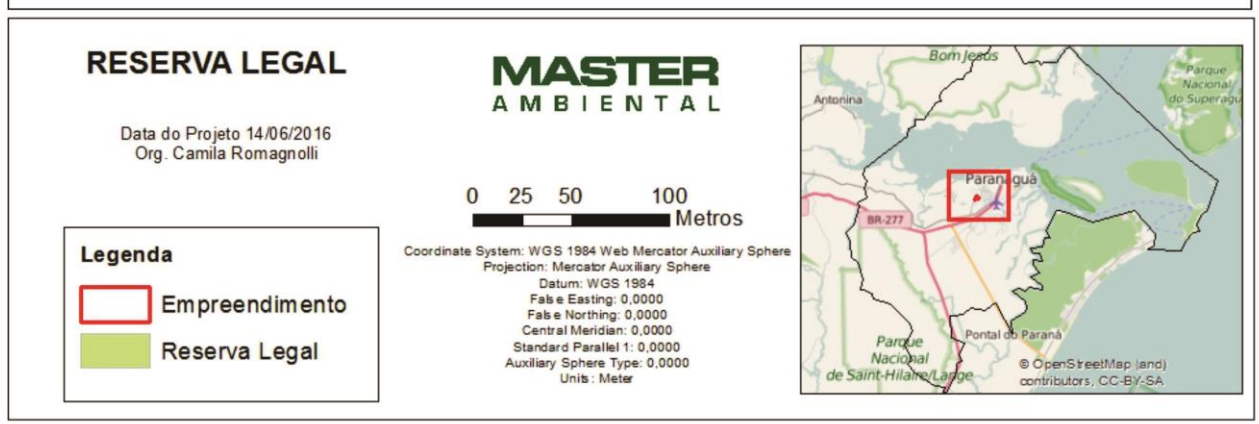 RESERVA LEGAL
Data do Projeto 14/06/2016
Org. Camila Romagnolli
Legenda
Empreendimento
Reserva Legal
MASTER
AMBIENTAL
0 25 50 100
Metros
Coordinate System: WGS 1984 Web Mercator Auxiliary Sphere
Projection: Mercator Auxiliary Sphere
Datum: WGS 1984
False Easting: 0,0000
False Northing: 0,0000
Central Meridian: 0,0000
Standard Parallel 1: 0,0000
Auxiliary Sphere Type: 0,0000
Units: Meter
Bom Jesus
Parque
Nacional
do Superagu
Antonina
Paranaguá
BR-277
Pontal do Paraná
Parque
Nacional
de Saint-Hilaire/Lange
© OpenStreetMap (and)
contributors, CC-BY-SA